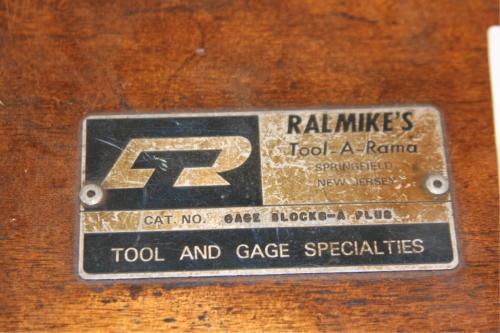 RALMIKE'S
Tool-A-Rama
SPRINGFIELD
NEW JERSEY
CAT. NO. GAGE BLOCKS-A PLUS
TOOL AND GAGE SPECIALTIES